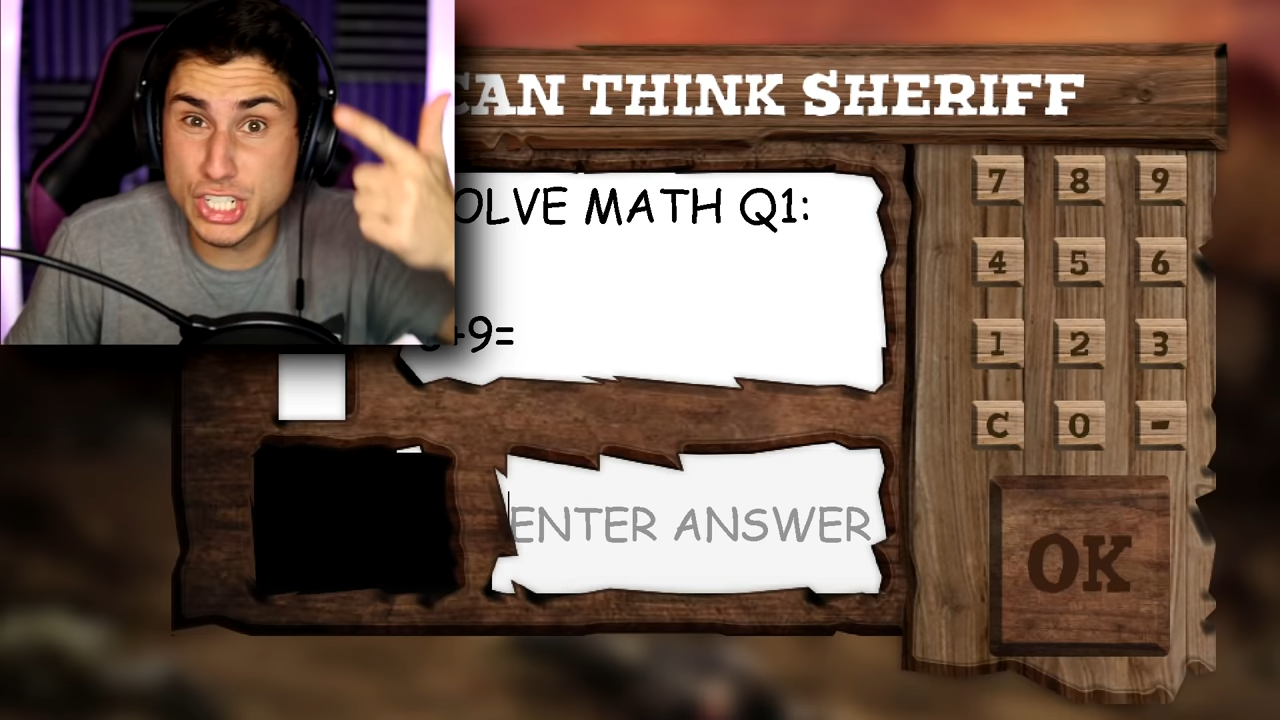 CAN THINK SHERIFF
OLVE MATH Q1:
+9=
ENTER ANSWER
7 8 9
4 5 6
1 2 3
C 0 -
OK